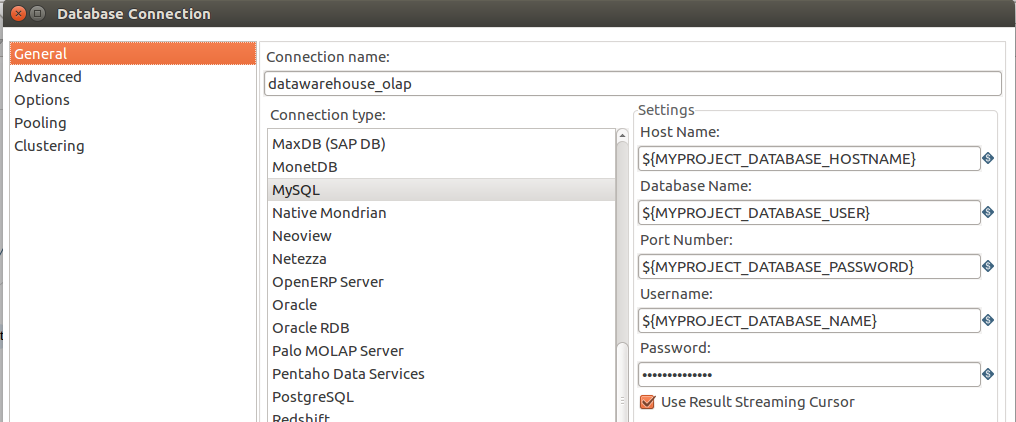 Database Connection
General
Advanced
Options
Pooling
Clustering
Connection name:
datawarehouse_olap
Connection type:
MaxDB (SAP DB)
MonetDB
MySQL
Native Mondrian
Neoview
Netezza
OpenERP Server
Oracle
Oracle RDB
Palo MOLAP Server
Pentaho Data Services
PostgreSQL
Redshift
Settings
Host Name:
${MYPROJECT_DATABASE_HOSTNAME}
Database Name:
${MYPROJECT_DATABASE_USER}
Port Number:
${MYPROJECT_DATABASE_PASSWORD}
Username:
${MYPROJECT_DATABASE_NAME}
Password:
••••••••••••••
Use Result Streaming Cursor